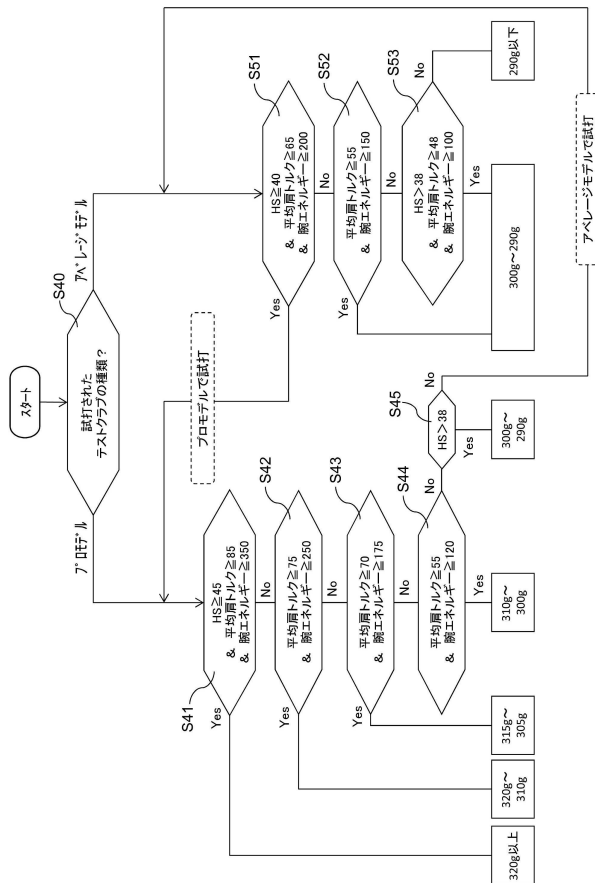 スタート
S40
試打された
テストクラブの種類？
プロモデル
アベレージモデル
プロモデルで試打
S41
HS≧45
& 平均肩トルク≧85
& 腕エネルギー≧350
Yes
No
S42
平均肩トルク≧75
& 腕エネルギー≧250
Yes
No
S43
平均肩トルク≧70
& 腕エネルギー≧175
Yes
No
S44
平均肩トルク≧55
& 腕エネルギー≧120
Yes
No
S45
HS>38
Yes
No
S51
HS≧40
& 平均肩トルク≧65
& 腕エネルギー≧200
Yes
No
S52
平均肩トルク≧55
& 腕エネルギー≧150
Yes
No
S53
HS>38
& 平均肩トルク≧48
& 腕エネルギー≧100
Yes
No
320g以上
320g～
310g
315g～
305g
310g～
300g
300g～
290g
300g～290g
290g以下
アベレージモデルで試打